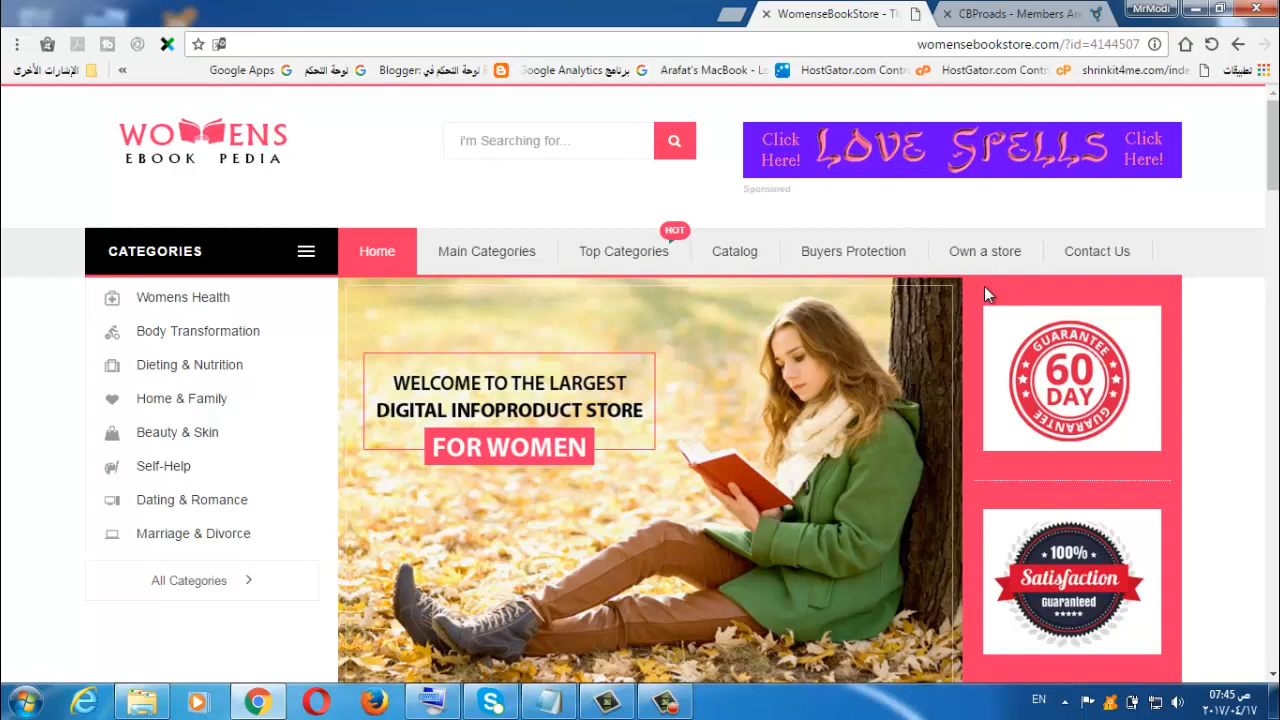 WomenseBookStore - Th
CBProads - Members Are
MrModi
womensebookstore.com/?id=4144507
الإشارات الأخرى
»
Google Apps
لوحة التحكم
Blogger: لوحة التحكم في
برنامج Google Analytics
Arafat's MacBook - Lo
HostGator.com Contr
HostGator.com Contr
shrinkit4me.com/inde
تطبيقات
WOMENS
EBOOK PEDIA
i'm Searching for...
Click Here!
LOVE SPELLS
Click Here!
Sponsored
HOT
CATEGORIES
Home
Main Categories
Top Categories
Catalog
Buyers Protection
Own a store
Contact Us
Womens Health
Body Transformation
Dieting & Nutrition
Home & Family
Beauty & Skin
Self-Help
Dating & Romance
Marriage & Divorce
All Categories
WELCOME TO THE LARGEST
DIGITAL INFOPRODUCT STORE
FOR WOMEN
GUARANTEE
60
DAY
GUARANTEE
100%
Satisfaction
Guaranteed
EN
07:45 ص
٢٠١٧/٠٤/١٧